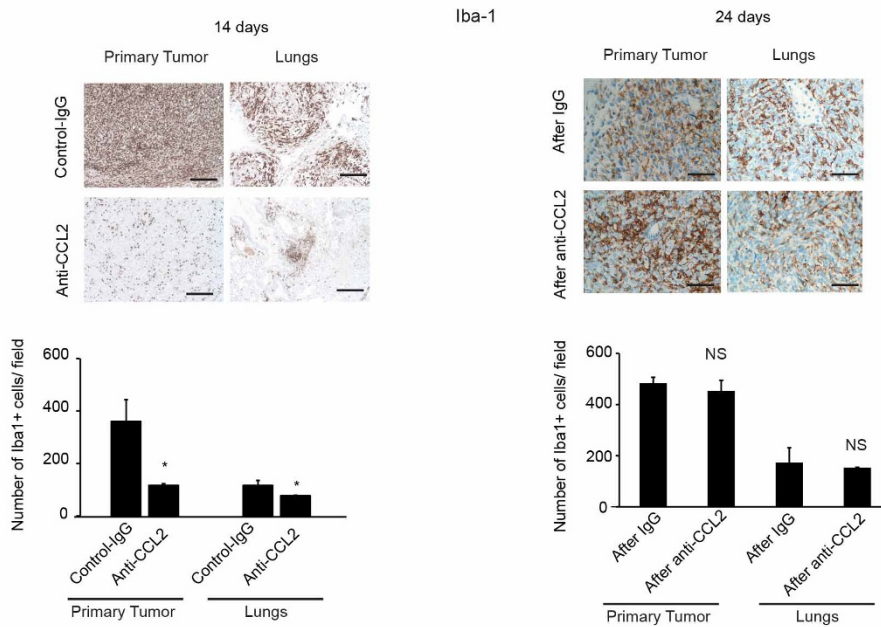 Iba-1
14 days
Primary Tumor Lungs
Control-IgG
Anti-CCL2
Number of Iba1+ cells/ field
600
400
200
0
*
*
Control-IgG
Anti-CCL2
Control-IgG
Anti-CCL2
Primary Tumor Lungs
24 days
Primary Tumor Lungs
After IgG
After anti-CCL2
Number of Iba1+ cells/ field
600
400
200
0
NS
NS
After IgG
After anti-CCL2
After IgG
After anti-CCL2
Primary Tumor Lungs